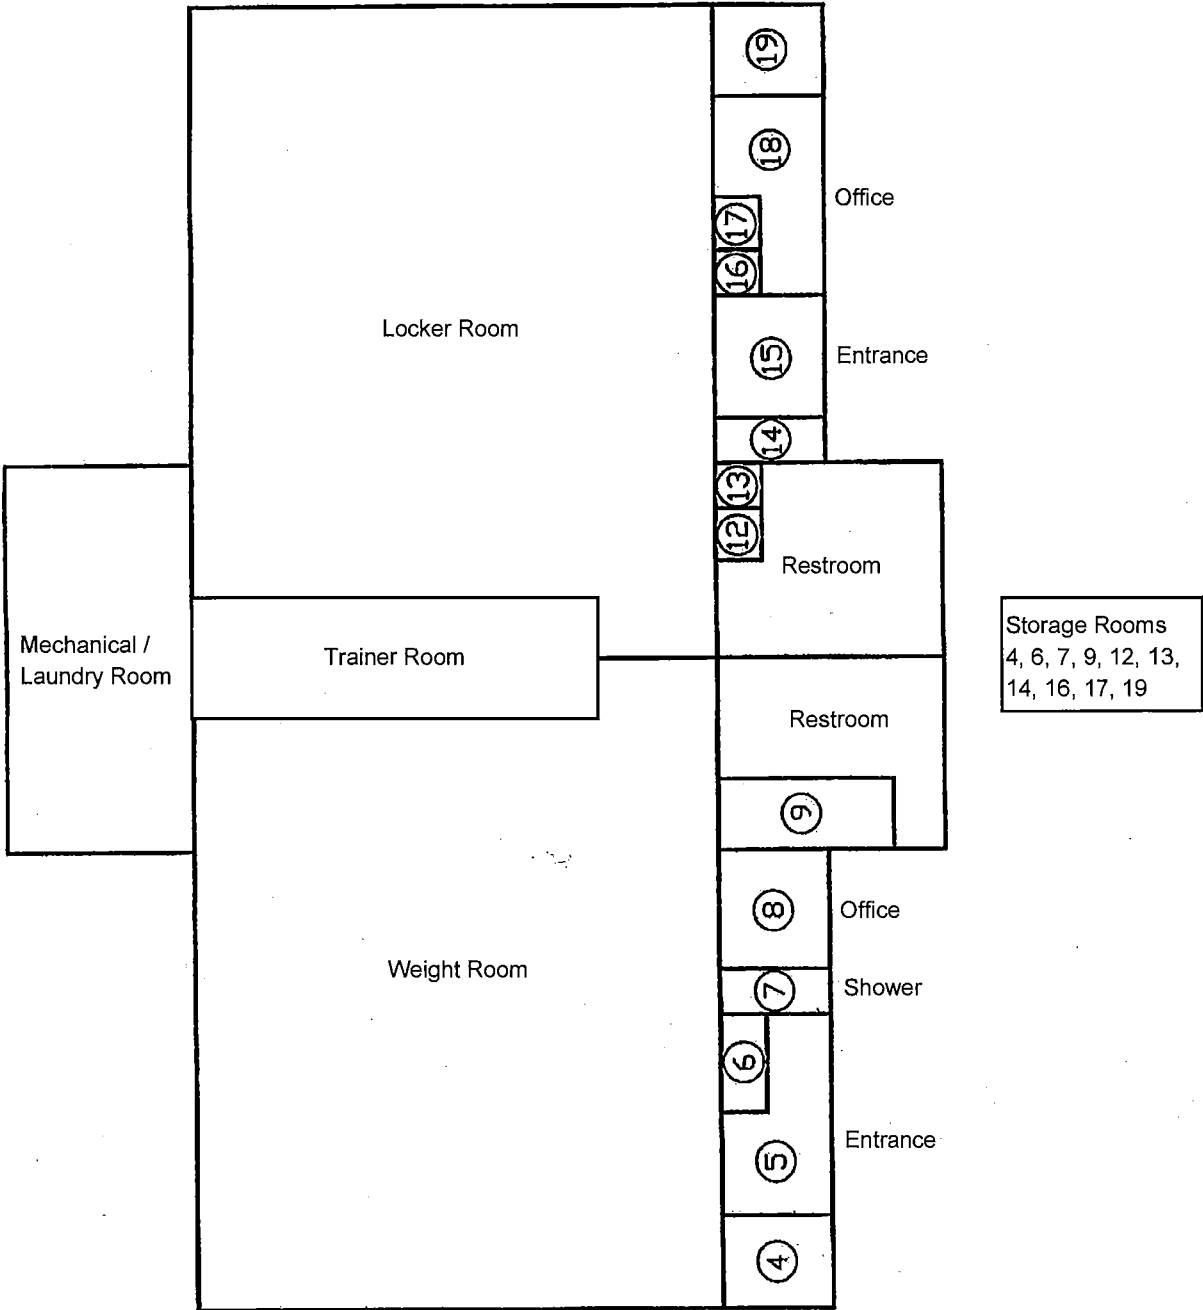 19
18
Office
17
16
Locker Room
15
Entrance
14
13
12
Restroom
Mechanical /
Laundry Room
Trainer Room
Storage Rooms
4, 6, 7, 9, 12, 13,
14, 16, 17, 19
Restroom
9
8
Office
Weight Room
7
Shower
6
5
Entrance
4